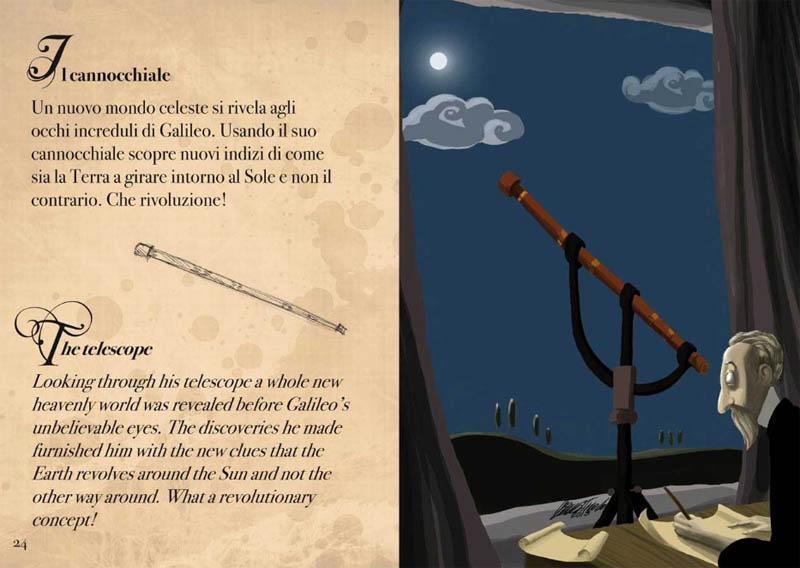 Il cannocchiale
Un nuovo mondo celeste si rivela agli
occhi increduli di Galileo. Usando il suo
cannocchiale scopre nuovi indizi di come
sia la Terra a girare intorno al Sole e non il
contrario. Che rivoluzione!
The telescope
Looking through his telescope a whole new
heavenly world was revealed before Galileo's
unbelievable eyes. The discoveries he made
furnished him with the new clues that the
Earth revolves around the Sun and not the
other way around. What a revolutionary
concept!
24